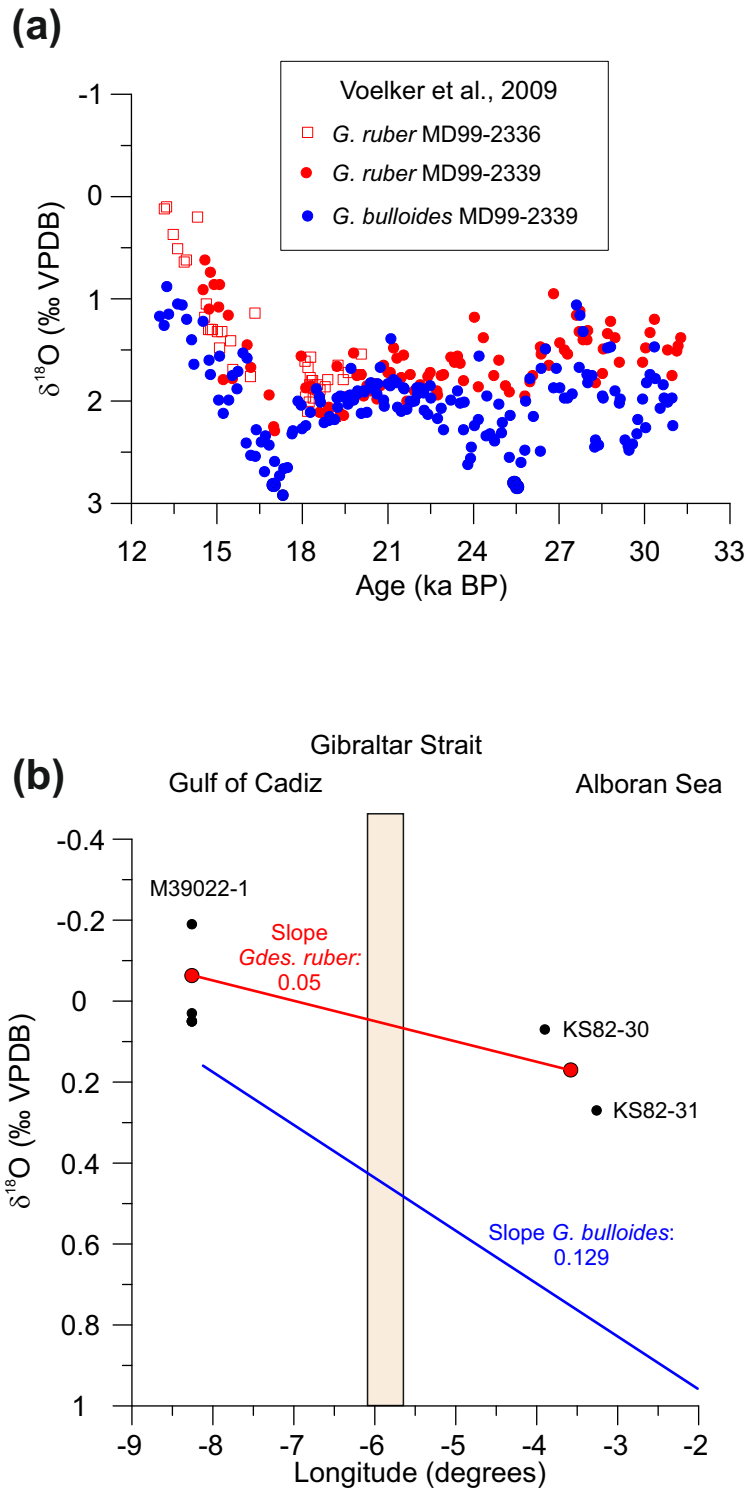 (a)
Voelker et al., 2009
G. ruber MD99-2336
G. ruber MD99-2339
G. bulloides MD99-2339
-1
0
1
2
3
δ¹⁸O (‰ VPDB)
12 15 18 21 24 27 30 33
Age (ka BP)
Gibraltar Strait
(b)
Gulf of Cadiz Alboran Sea
-0.4
-0.2
0
0.2
0.4
0.6
0.8
1
δ¹⁸O (‰ VPDB)
M39022-1
Slope
Gdes. ruber:
0.05
KS82-30
KS82-31
Slope G. bulloides:
0.129
-9 -8 -7 -6 -5 -4 -3 -2
Longitude (degrees)